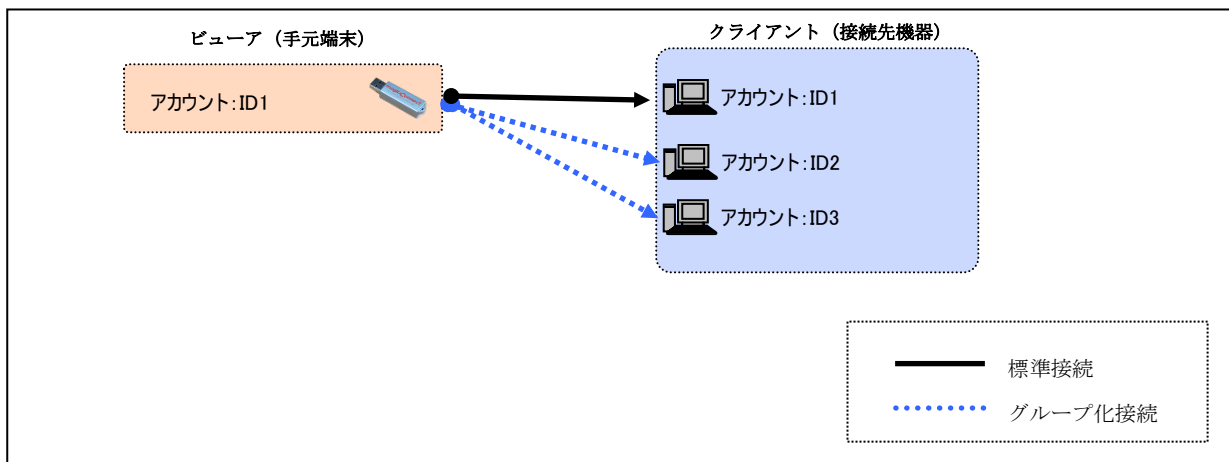 ビューア（手元端末）
クライアント（接続先機器）
アカウント：ID1
アカウント：ID1
アカウント：ID2
アカウント：ID3
標準接続
グループ化接続